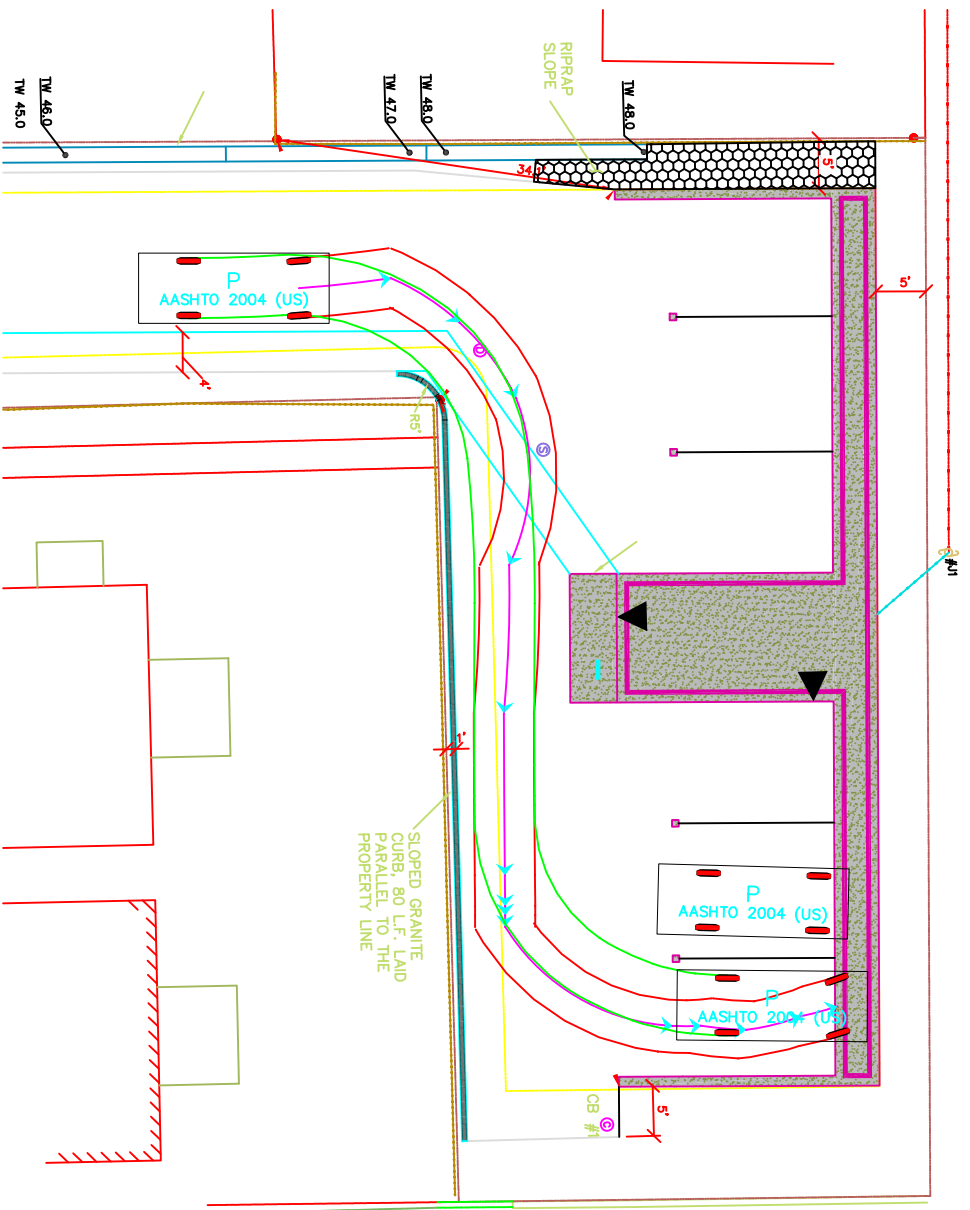 RIPRAP
SLOPE
TW 48.0
TW 48.0
TW 47.0
TW 46.0
TW 45.0
5'
34.1
5'
P
AASHTO 2004 (US)
4'
R5'
D
S
#J1
1'
SLOPED GRANITE
CURB, 80 L.F. LAID
PARALLEL TO THE
PROPERTY LINE
P
AASHTO 2004 (US)
P
AASHTO 2004 (US)
CB #1
C
5'